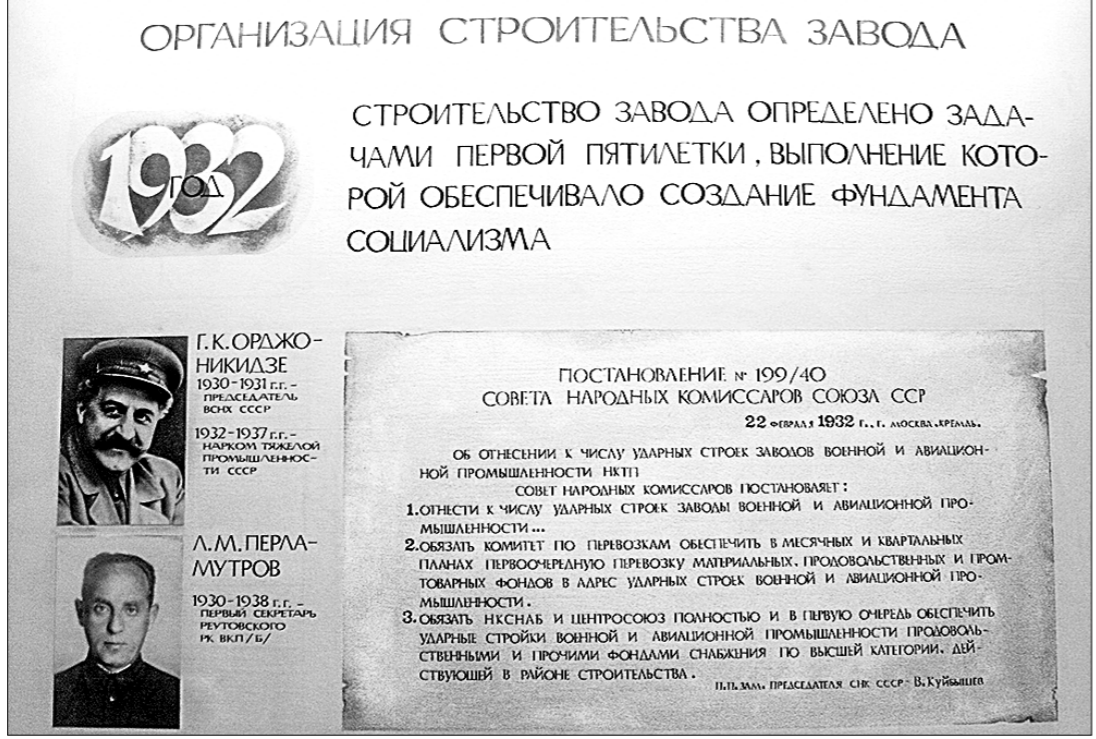 ОРГАНИЗАЦИЯ СТРОИТЕЛЬСТВА ЗАВОДА
1932
ГОД
СТРОИТЕЛЬСТВО ЗАВОДА ОПРЕДЕЛЕНО ЗАДА-
ЧАМИ ПЕРВОЙ ПЯТИЛЕТКИ, ВЫПОЛНЕНИЕ КОТО-
РОЙ ОБЕСПЕЧИВАЛО СОЗДАНИЕ ФУНДАМЕНТА
СОЦИАЛИЗМА
Г.К.ОРДЖО-
НИКИДЗЕ
1930-1931 г.г. -
ПРЕДСЕДАТЕЛЬ
ВСНХ СССР
1932-1937 г.г. -
НАРКОМ ТЯЖЕЛОЙ
ПРОМЫШЛЕННОС-
ТИ СССР
Л.М.ПЕРЛА-
МУТРОВ
1930-1938 г.г. -
ПЕРВЫЙ СЕКРЕТАРЬ
РЕУТОВСКОГО
РК ВКП/Б/
ПОСТАНОВЛЕНИЕ № 199/40
СОВЕТА НАРОДНЫХ КОМИССАРОВ СОЮЗА ССР
22 ФЕВРАЛЯ 1932 Г., Г. МОСКВА.КРЕМЛЬ.
ОБ ОТНЕСЕНИИ К ЧИСЛУ УДАРНЫХ СТРОЕК ЗАВОДОВ ВОЕННОЙ И АВИАЦИОН-
НОЙ ПРОМЫШЛЕННОСТИ НКТП
СОВЕТ НАРОДНЫХ КОМИССАРОВ ПОСТАНОВЛЯЕТ:
1.ОТНЕСТИ К ЧИСЛУ УДАРНЫХ СТРОЕК ЗАВОДЫ ВОЕННОЙ И АВИАЦИОННОЙ ПРО-
МЫШЛЕННОСТИ...
2.ОБЯЗАТЬ КОМИТЕТ ПО ПЕРЕВОЗКАМ ОБЕСПЕЧИТЬ В МЕСЯЧНЫХ И КВАРТАЛЬНЫХ
ПЛАНАХ ПЕРВООЧЕРЕДНУЮ ПЕРЕВОЗКУ МАТЕРИАЛЬНЫХ, ПРОДОВОЛЬСТВЕННЫХ И ПРОМ-
ТОВАРНЫХ ФОНДОВ В АДРЕС УДАРНЫХ СТРОЕК ВОЕННОЙ И АВИАЦИОННОЙ ПРО-
МЫШЛЕННОСТИ.
3.ОБЯЗАТЬ НКСНАБ И ЦЕНТРОСОЮЗ ПОЛНОСТЬЮ И В ПЕРВУЮ ОЧЕРЕДЬ ОБЕСПЕЧИТЬ
УДАРНЫЕ СТРОЙКИ ВОЕННОЙ И АВИАЦИОННОЙ ПРОМЫШЛЕННОСТИ ПРОДОВОЛЬ-
СТВЕННЫМИ И ПРОЧИМИ ФОНДАМИ СНАБЖЕНИЯ ПО ВЫСШЕЙ КАТЕГОРИИ, ДЕЙ-
СТВУЮЩЕЙ В РАЙОНЕ СТРОИТЕЛЬСТВА.
П.П.ЗАМ. ПРЕДСЕДАТЕЛЯ СНК СССР - В.Куйбышев